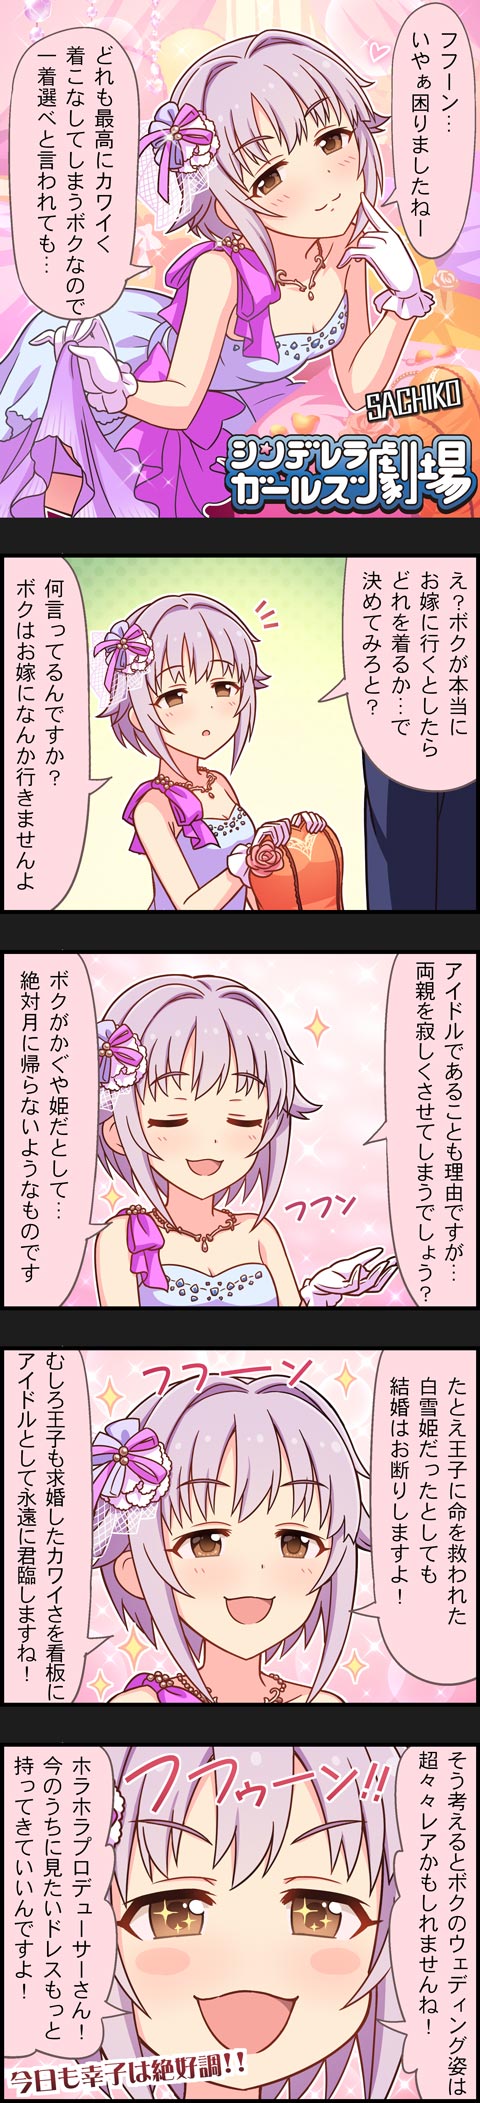 フフーン…
いやぁ困りましたねー
どれも最高にカワイく
着こなしてしまうボクなので
一着選べと言われても…
SACHIKO
シンデレラ
ガールズ劇場
え？ボクが本当に
お嫁に行くとしたら
どれを着るか…で
決めてみろと？
何言ってるんですか？
ボクはお嫁になんか行きませんよ
アイドルであることも理由ですが…
両親を寂しくさせてしまうでしょう？
フフン
ボクがかぐや姫だとして…
絶対月に帰らないようなものです
フフーン
たとえ王子に命を救われた
白雪姫だったとしても
結婚はお断りしますよ！
むしろ王子も求婚したカワイさを看板に
アイドルとして永遠に君臨しますね！
フフゥーン!!
そう考えるとボクのウェディング姿は
超々レアかもしれませんね！
ホラホラプロデューサーさん！
今のうちに見たいドレスもっと
持ってきていいんですよ！
今日も幸子は絶好調!!